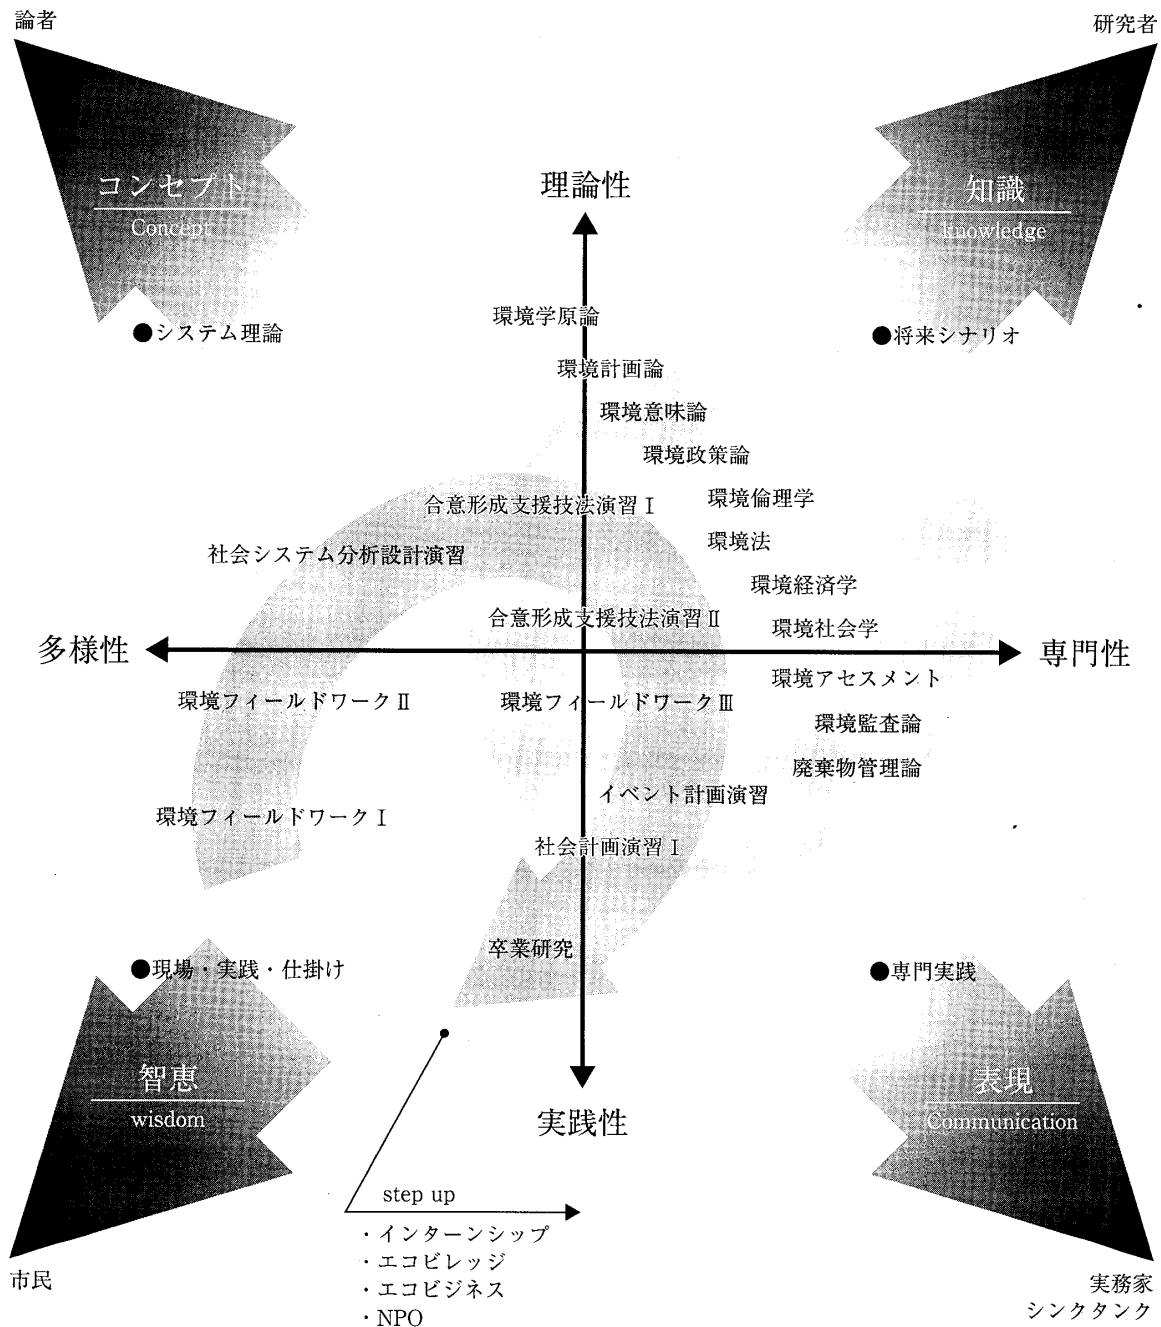 論者
研究者
コンセプト
Concept
理論性
知識
knowledge
●システム理論
環境学原論
●将来シナリオ
環境計画論
環境意味論
環境政策論
合意形成支援技法演習Ⅰ
環境倫理学
社会システム分析設計演習
環境法
環境経済学
合意形成支援技法演習Ⅱ
環境社会学
多様性
専門性
環境アセスメント
環境フィールドワークⅡ
環境フィールドワークⅢ
環境監査論
廃棄物管理論
イベント計画演習
環境フィールドワークⅠ
社会計画演習Ⅰ
卒業研究
●現場・実践・仕掛け
●専門実践
智恵
wisdom
表現
Communication
実践性
step up
・インターンシップ
・エコビレッジ
・エコビジネス
・NPO
市民
実務家
シンクタンク